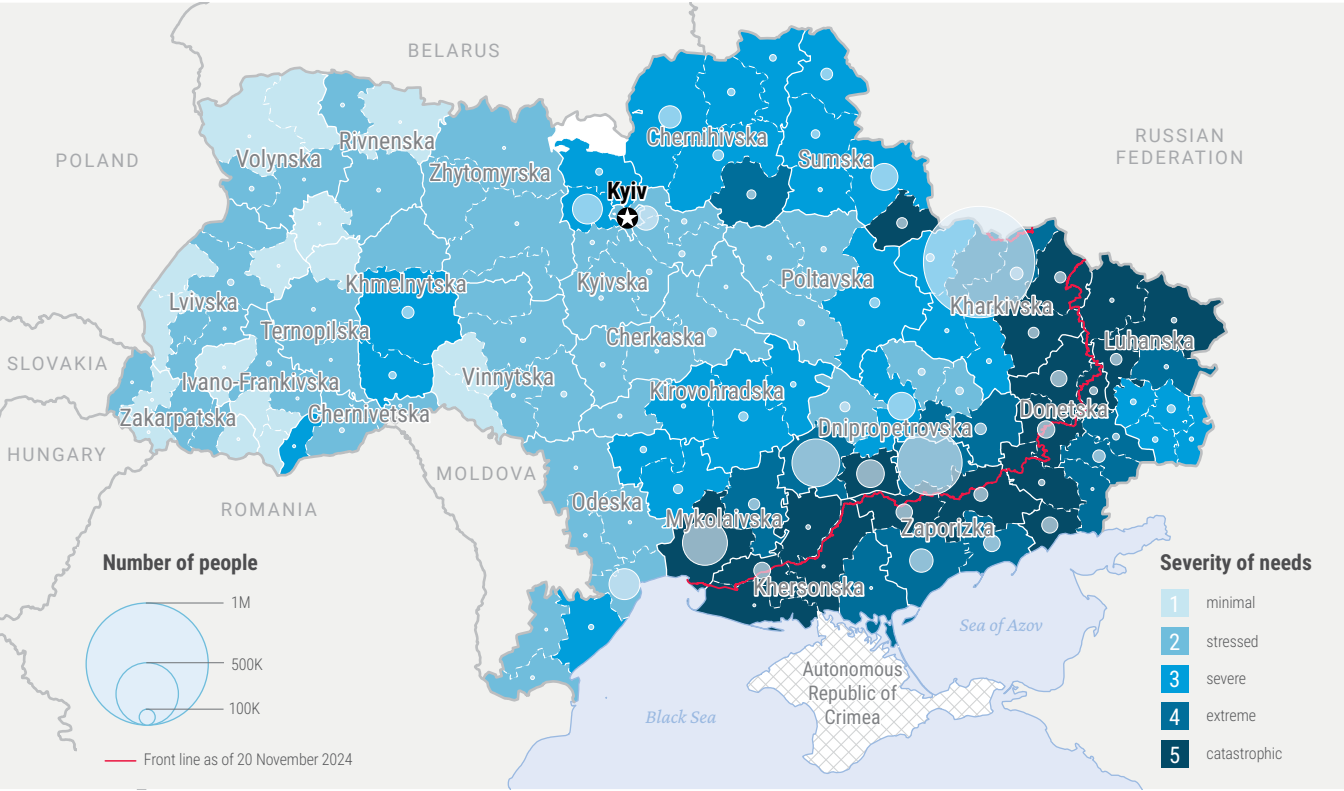 BELARUS
RUSSIAN
FEDERATION
POLAND
SLOVAKIA
HUNGARY
ROMANIA
MOLDOVA
Volynska
Rivnenska
Zhytomyrska
Kyiv
Chernihivska
Sumska
Lvivska
Khmelnytska
Ternopilska
Kyivska
Cherkaska
Poltavska
Kharkivska
Luhanska
Ivano-Frankivska
Zakarpatska
Chernivetska
Vinnytska
Kirovohradska
Dnipropetrovska
Donetska
Odeska
Mykolaivska
Zaporizka
Khersonska
Autonomous
Republic of
Crimea
Sea of Azov
Black Sea
Number of people
1M
500K
100K
Front line as of 20 November 2024
Severity of needs
1 minimal
2 stressed
3 severe
4 extreme
5 catastrophic